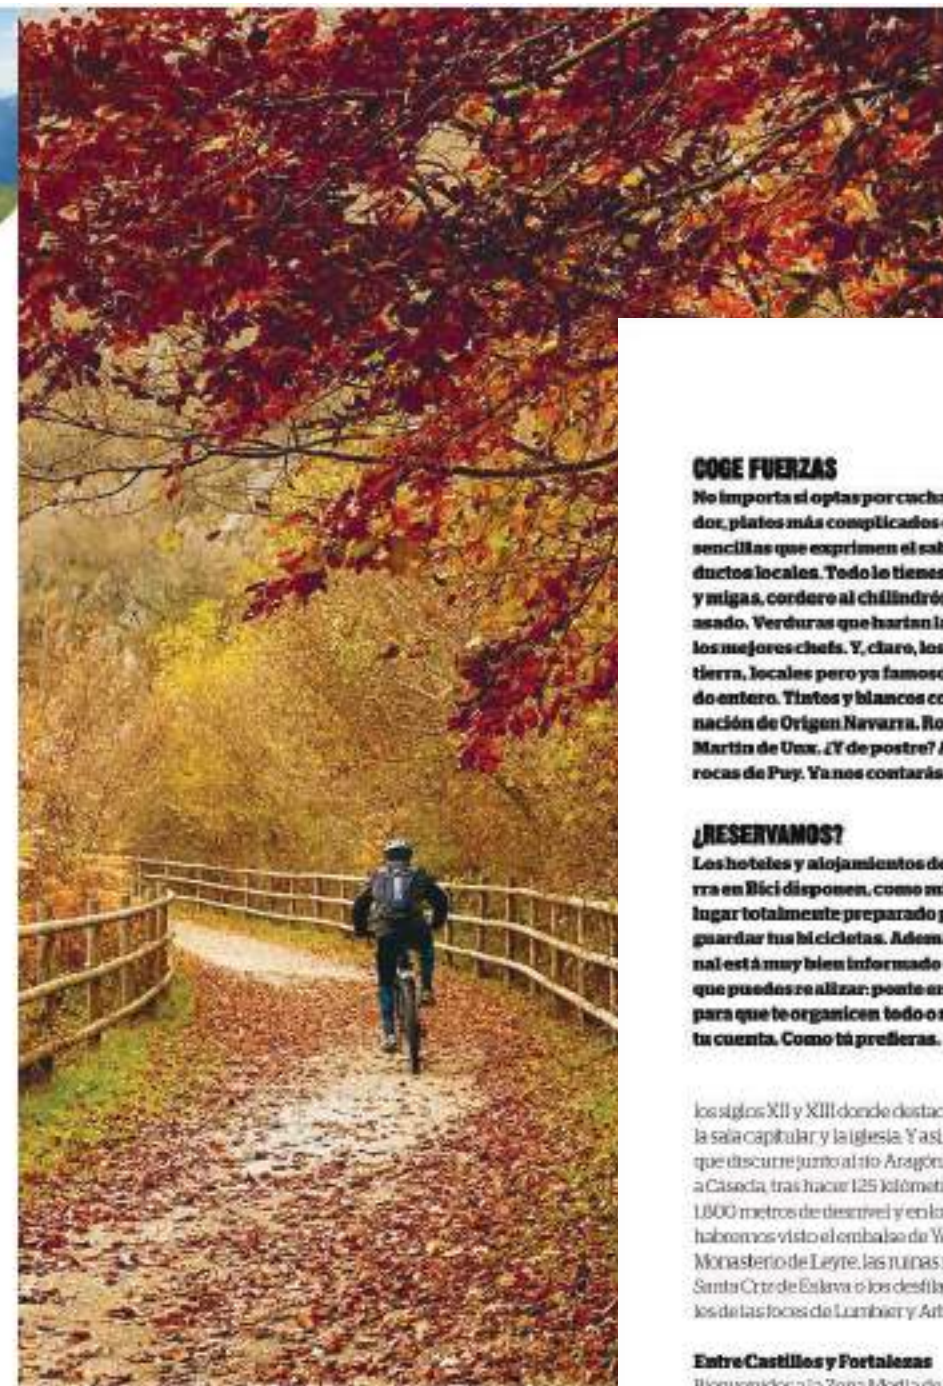 COGE FUERZAS
No importa si optas por cucha
dor, platos más complicados
sencillas que exprimen el sab
ductos locales. Todo lo tienes
y migas, cordero al chilindró
asado. Verduras que harían la
los mejores chefs. Y, claro, los
tierra, locales pero ya famoso
do entero. Tintos y blancos co
nación de Origen Navarra. Ro
Martín de Unx. ¿Y de postre?
rocas de Puy. Ya nos contarás
¿RESERVAMOS?
Los hoteles y alojamientos de
rra en Bici disponen, como m
lugar totalmente preparado p
guardar tus bicicletas. Adem
nal está muy bien informado
que puedes realizar: ponte en
para que te organicen todo o
tu cuenta. Como tú prefieras.
los siglos XII y XIII donde destac
la sala capitular y la iglesia. Y así,
que discurre junto al río Aragón
a Cáseda, tras hacer 125 kilómet
1.800 metros de desnivel y en lo
habremos visto el embalse de Ye
Monasterio de Leyre, las ruinas
Santa Criz de Eslava o los desfila
les de las foces de Lumbier y Arb
Entre Castillos y Fortalezas
Bienvenidos a la Zona Media de